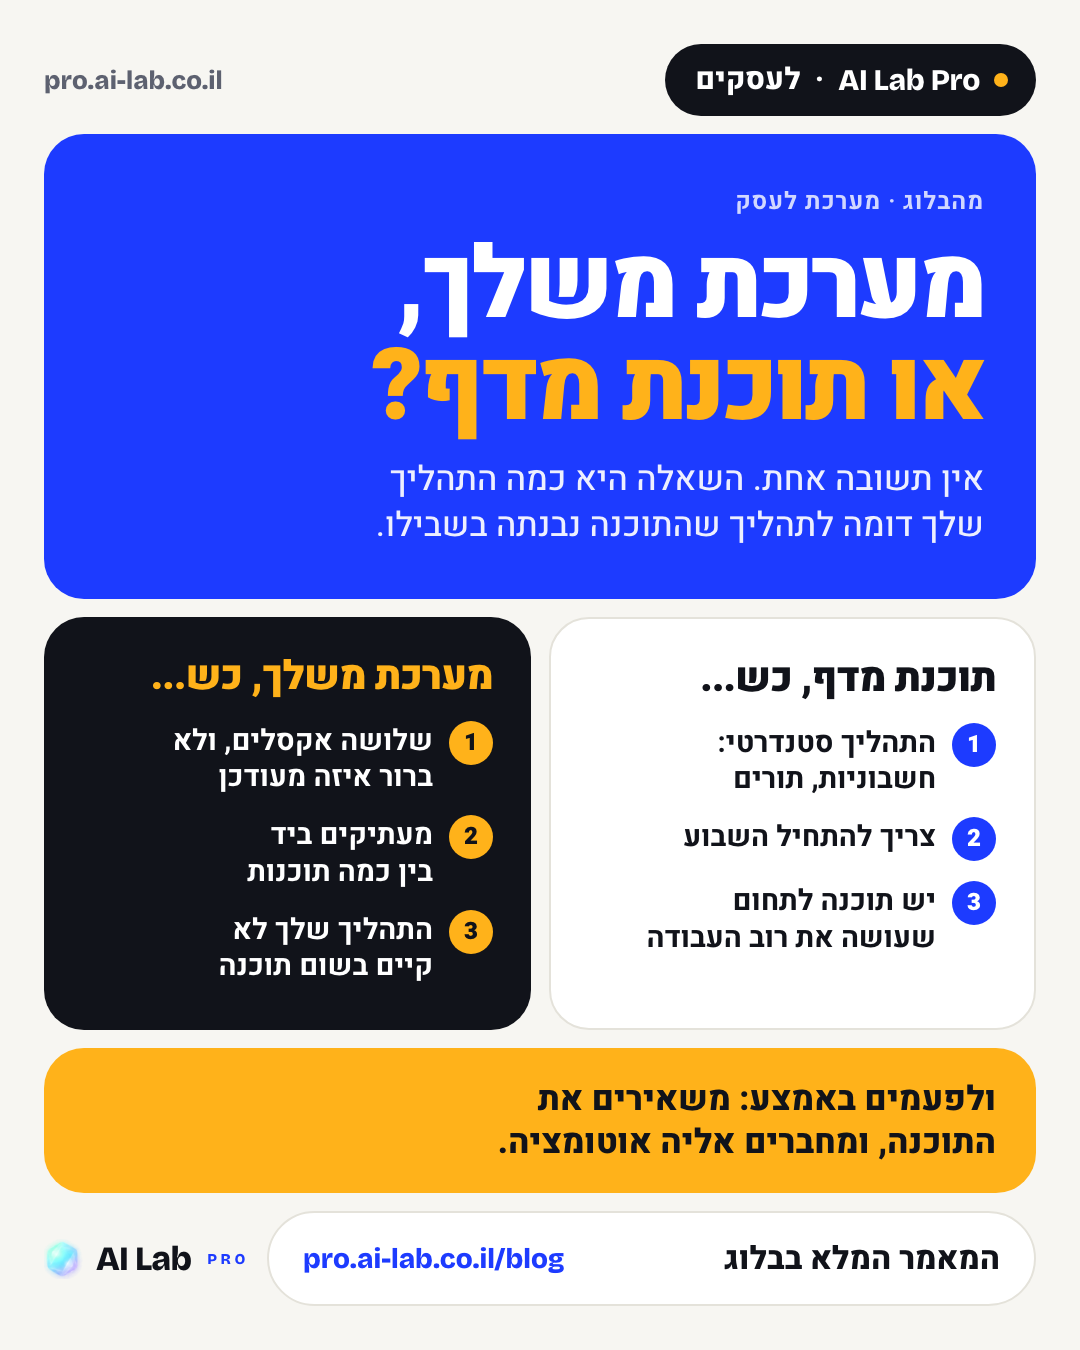 AI Lab Pro · לעסקים
pro.ai-lab.co.il
מהבלוג · מערכת לעסק
מערכת משלך,
או תוכנת מדף?
אין תשובה אחת. השאלה היא כמה התהליך
שלך דומה לתהליך שהתוכנה נבנתה בשבילו.
תוכנת מדף, כש...
1 התהליך סטנדרטי:
חשבוניות, תורים
2 צריך להתחיל השבוע
3 יש תוכנה לתחום
שעושה את רוב העבודה
מערכת משלך, כש...
1 שלושה אקסלים, ולא
ברור איזה מעודכן
2 מעתיקים ביד
בין כמה תוכנות
3 התהליך שלך לא
קיים בשום תוכנה
ולפעמים באמצע: משאירים את
התוכנה, ומחברים אליה אוטומציה.
המאמר המלא בבלוג
pro.ai-lab.co.il/blog
AI Lab PRO